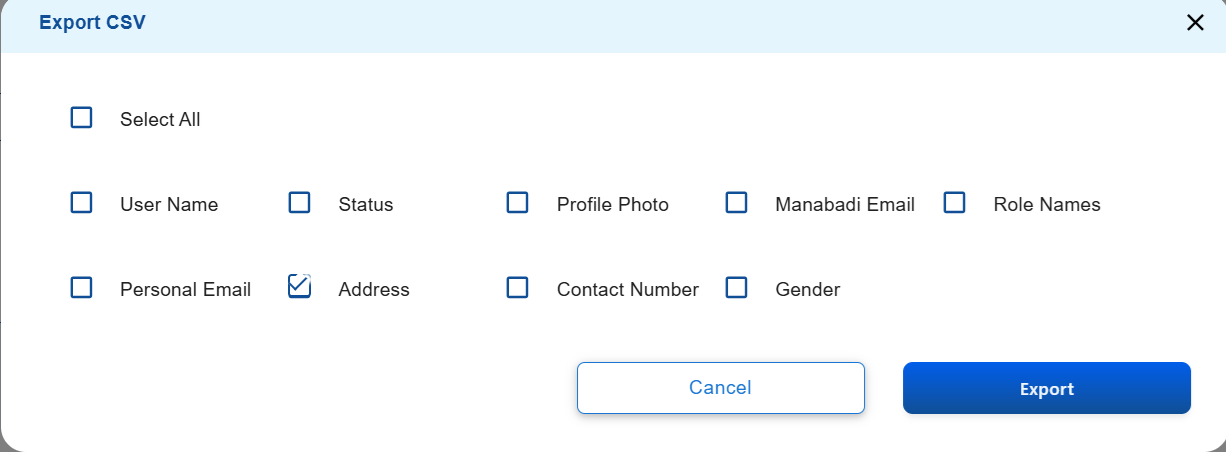 Export CSV
Select All
User Name Status Profile Photo Manabadi Email Role Names
Personal Email Address Contact Number Gender
Cancel Export